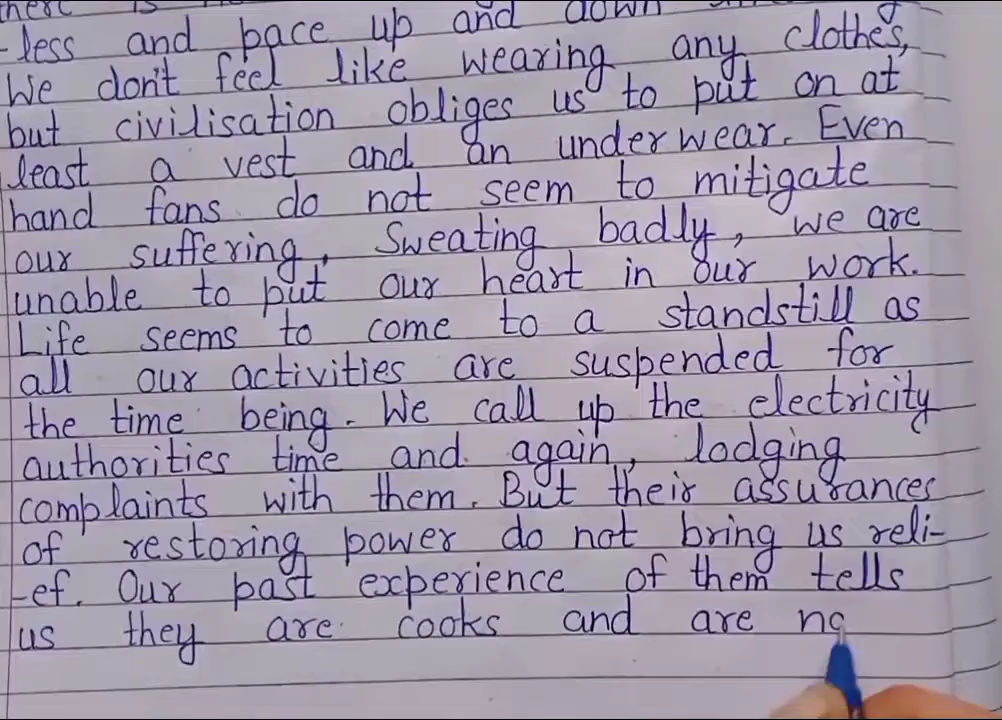 there is
-less and pace up and down
We don't feel like wearing any clothes,
but civilisation obliges us to put on at
least a vest and an underwear. Even
hand fans do not seem to mitigate
our suffering. Sweating badly, we are
unable to put our heart in our work.
Life seems to come to a standstill as
all our activities are suspended for
the time being. We call up the electricity
authorities time and again, lodging
complaints with them. But their assurances
of restoring power do not bring us reli-
-ef. Our past experience of them tells
us they are cooks and are no